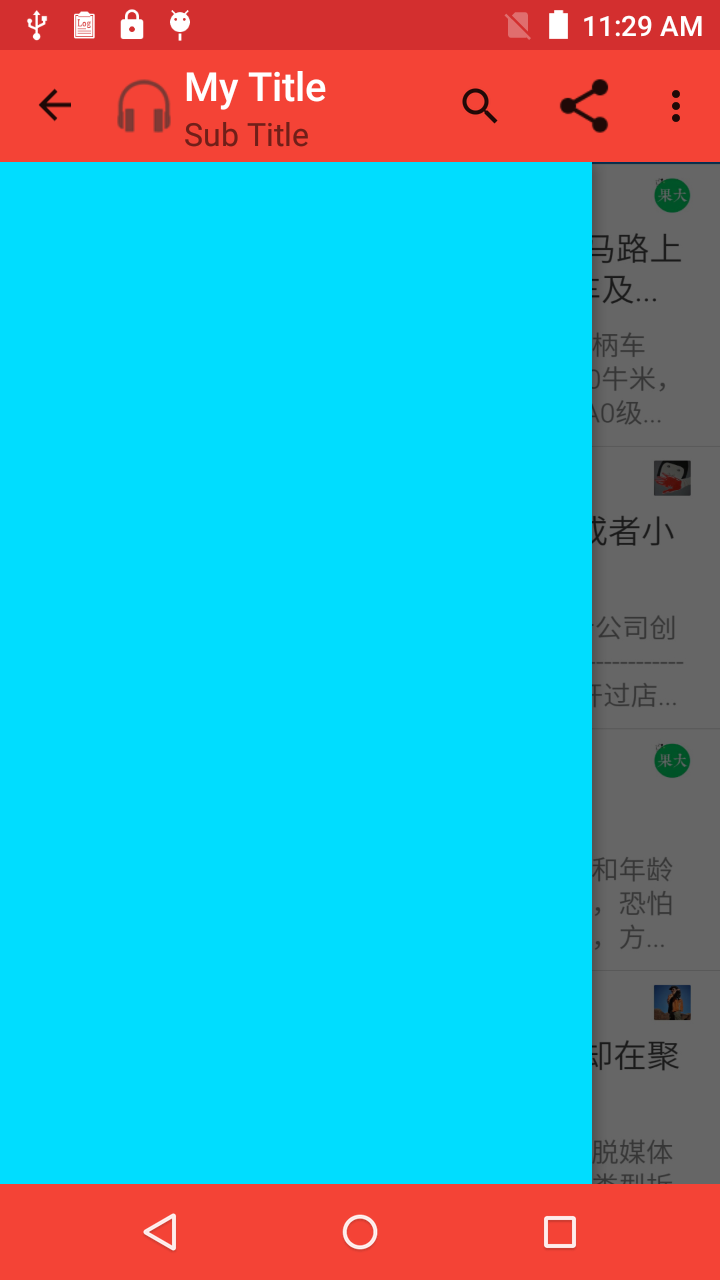 11:29 AM
My Title
Sub Title
果大
马路上
车及...
柄车
0牛米，
A0级...
或者小
公司创
------------
开过店...
果大
和年龄
，恐怕
，方...
却在聚
脱媒体